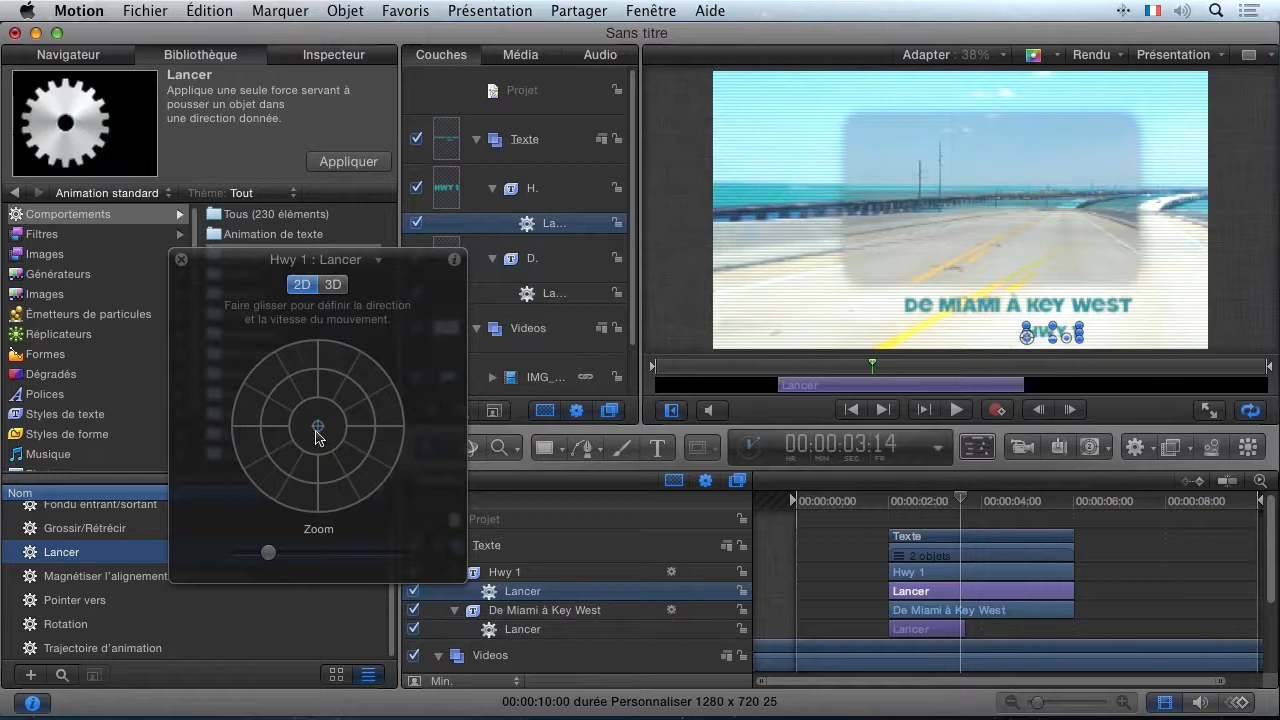 Motion Fichier Édition Marquer Objet Favoris Présentation Partager Fenêtre Aide
Sans titre
Navigateur Bibliothèque Inspecteur
Couches Média Audio
Adapter : 38% Rendu Présentation
Lancer
Applique une seule force servant à
pousser un objet dans
une direction donnée.
Appliquer
Animation standard Thème: Tout
Comportements
Filtres
Images
Générateurs
Images
Émetteurs de particules
Réplicateurs
Formes
Dégradés
Polices
Styles de texte
Styles de forme
Musique
Tous (230 éléments)
Animation de texte
Projet
Texte
HWY 1
H.
La...
D.
La...
Videos
IMG_...
DE MIAMI À KEY WEST
Lancer
Hwy 1 : Lancer
2D 3D
Faire glisser pour définir la direction
et la vitesse du mouvement.
Zoom
00:00:03:14
HR MIN SEC FR
Nom
Fondu entrant/sortant
Grossir/Rétrécir
Lancer
Magnétiser l'alignement
Pointer vers
Rotation
Trajectoire d'animation
Projet
Texte
Hwy 1
Lancer
De Miami à Key West
Lancer
Videos
Min.
00:00:00:00 00:00:02:00 00:00:04:00 00:00:06:00 00:00:08:00
Texte
2 objets
Hwy 1
Lancer
De Miami à Key West
Lancer
00:00:10:00 durée Personnaliser 1280 x 720 25